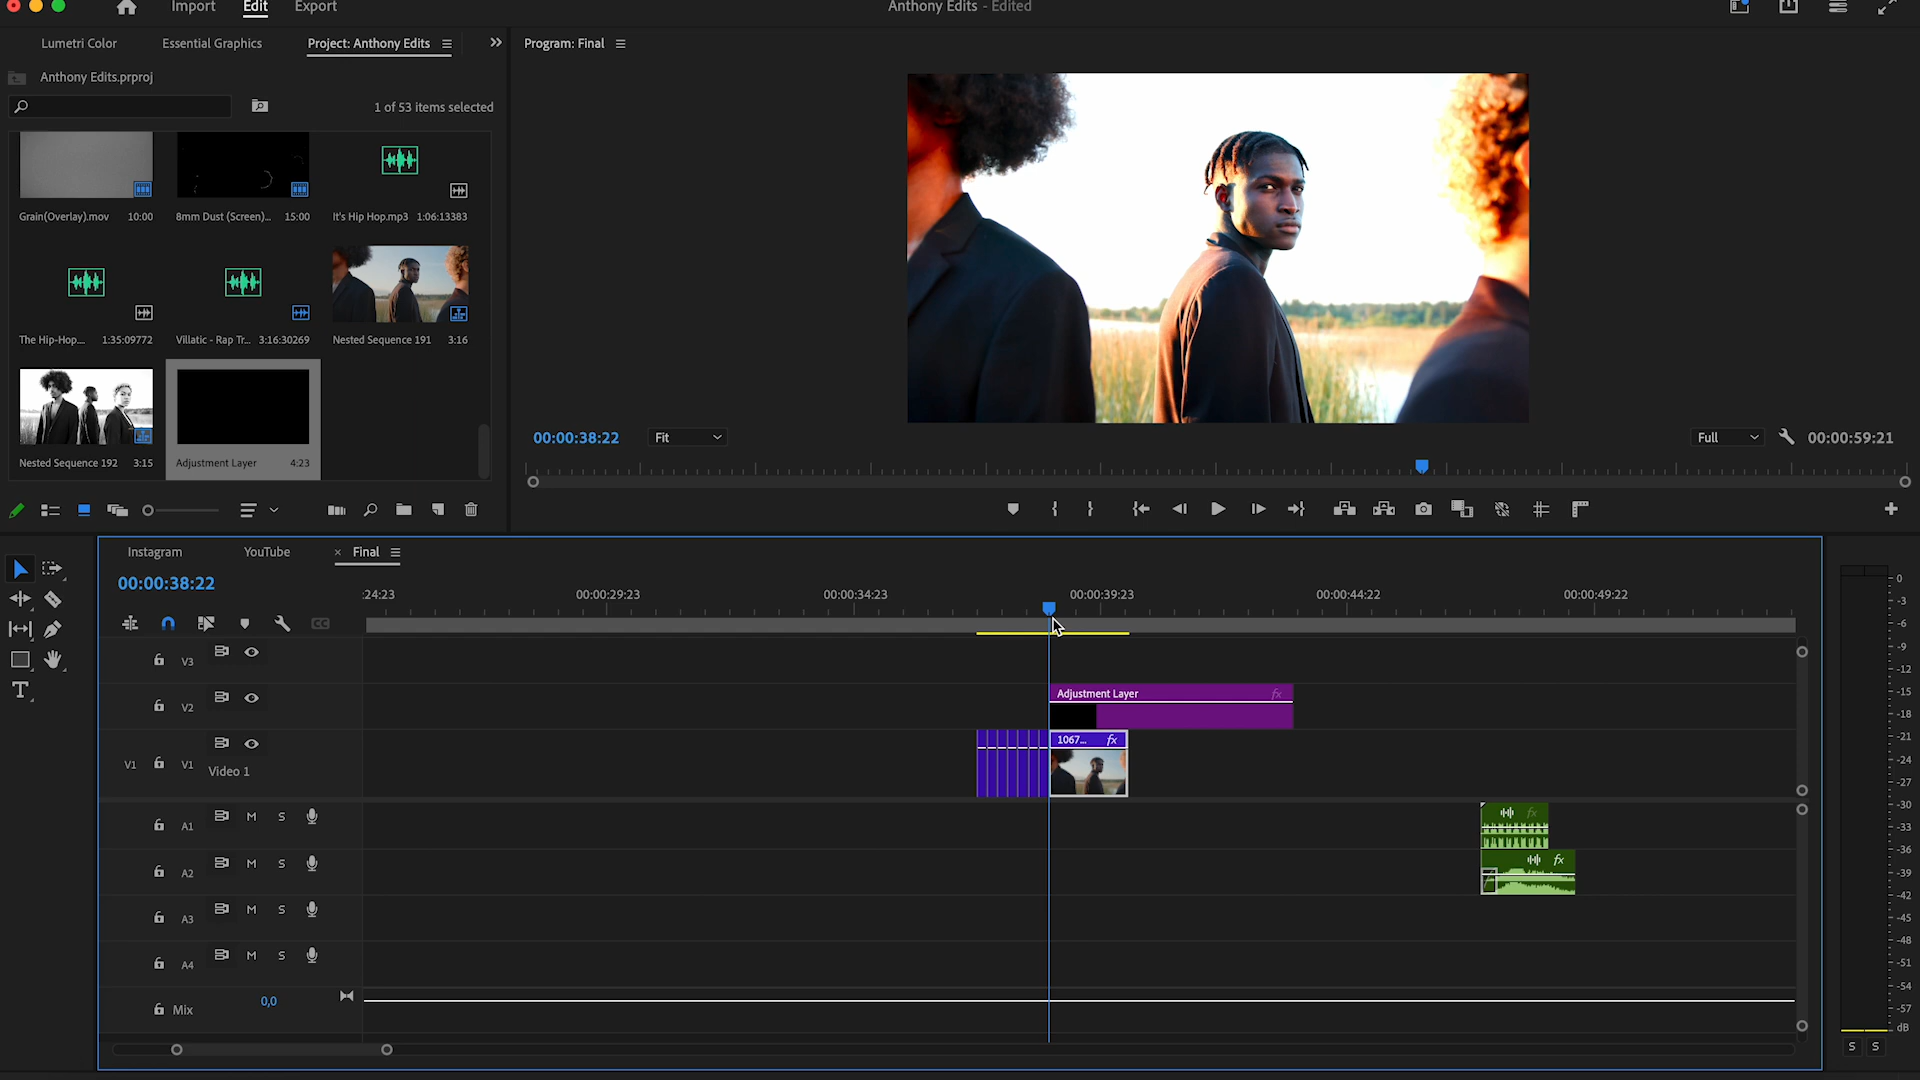 Import Edit Export
Anthony Edits - Edited
Lumetri Color Essential Graphics Project: Anthony Edits
Program: Final
Anthony Edits.prproj
1 of 53 items selected
Grain(Overlay).mov 10:00
8mm Dust (Screen)... 15:00
It's Hip Hop.mp3 1:06:13383
The Hip-Hop.... 1:35:09772
Villatic - Rap Tr... 3:16:30269
Nested Sequence 191 3:16
Nested Sequence 192 3:15
Adjustment Layer 4:23
00:00:38:22 Fit Full 00:00:59:21
Instagram YouTube × Final
00:00:38:22
:24:23 00:00:29:23 00:00:34:23 00:00:39:23 00:00:44:22 00:00:49:22
CC
V3
V2
Adjustment Layer fx
V1 V1 Video 1
1067... fx
A1 M S
fx
A2 M S
fx
A3 M S
A4 M S
Mix 0,0
T
0
-3
-6
-9
-12
-15
-18
-21
-24
-27
-30
-33
-36
-39
-42
-45
-48
-51
-54
-57
dB
S S